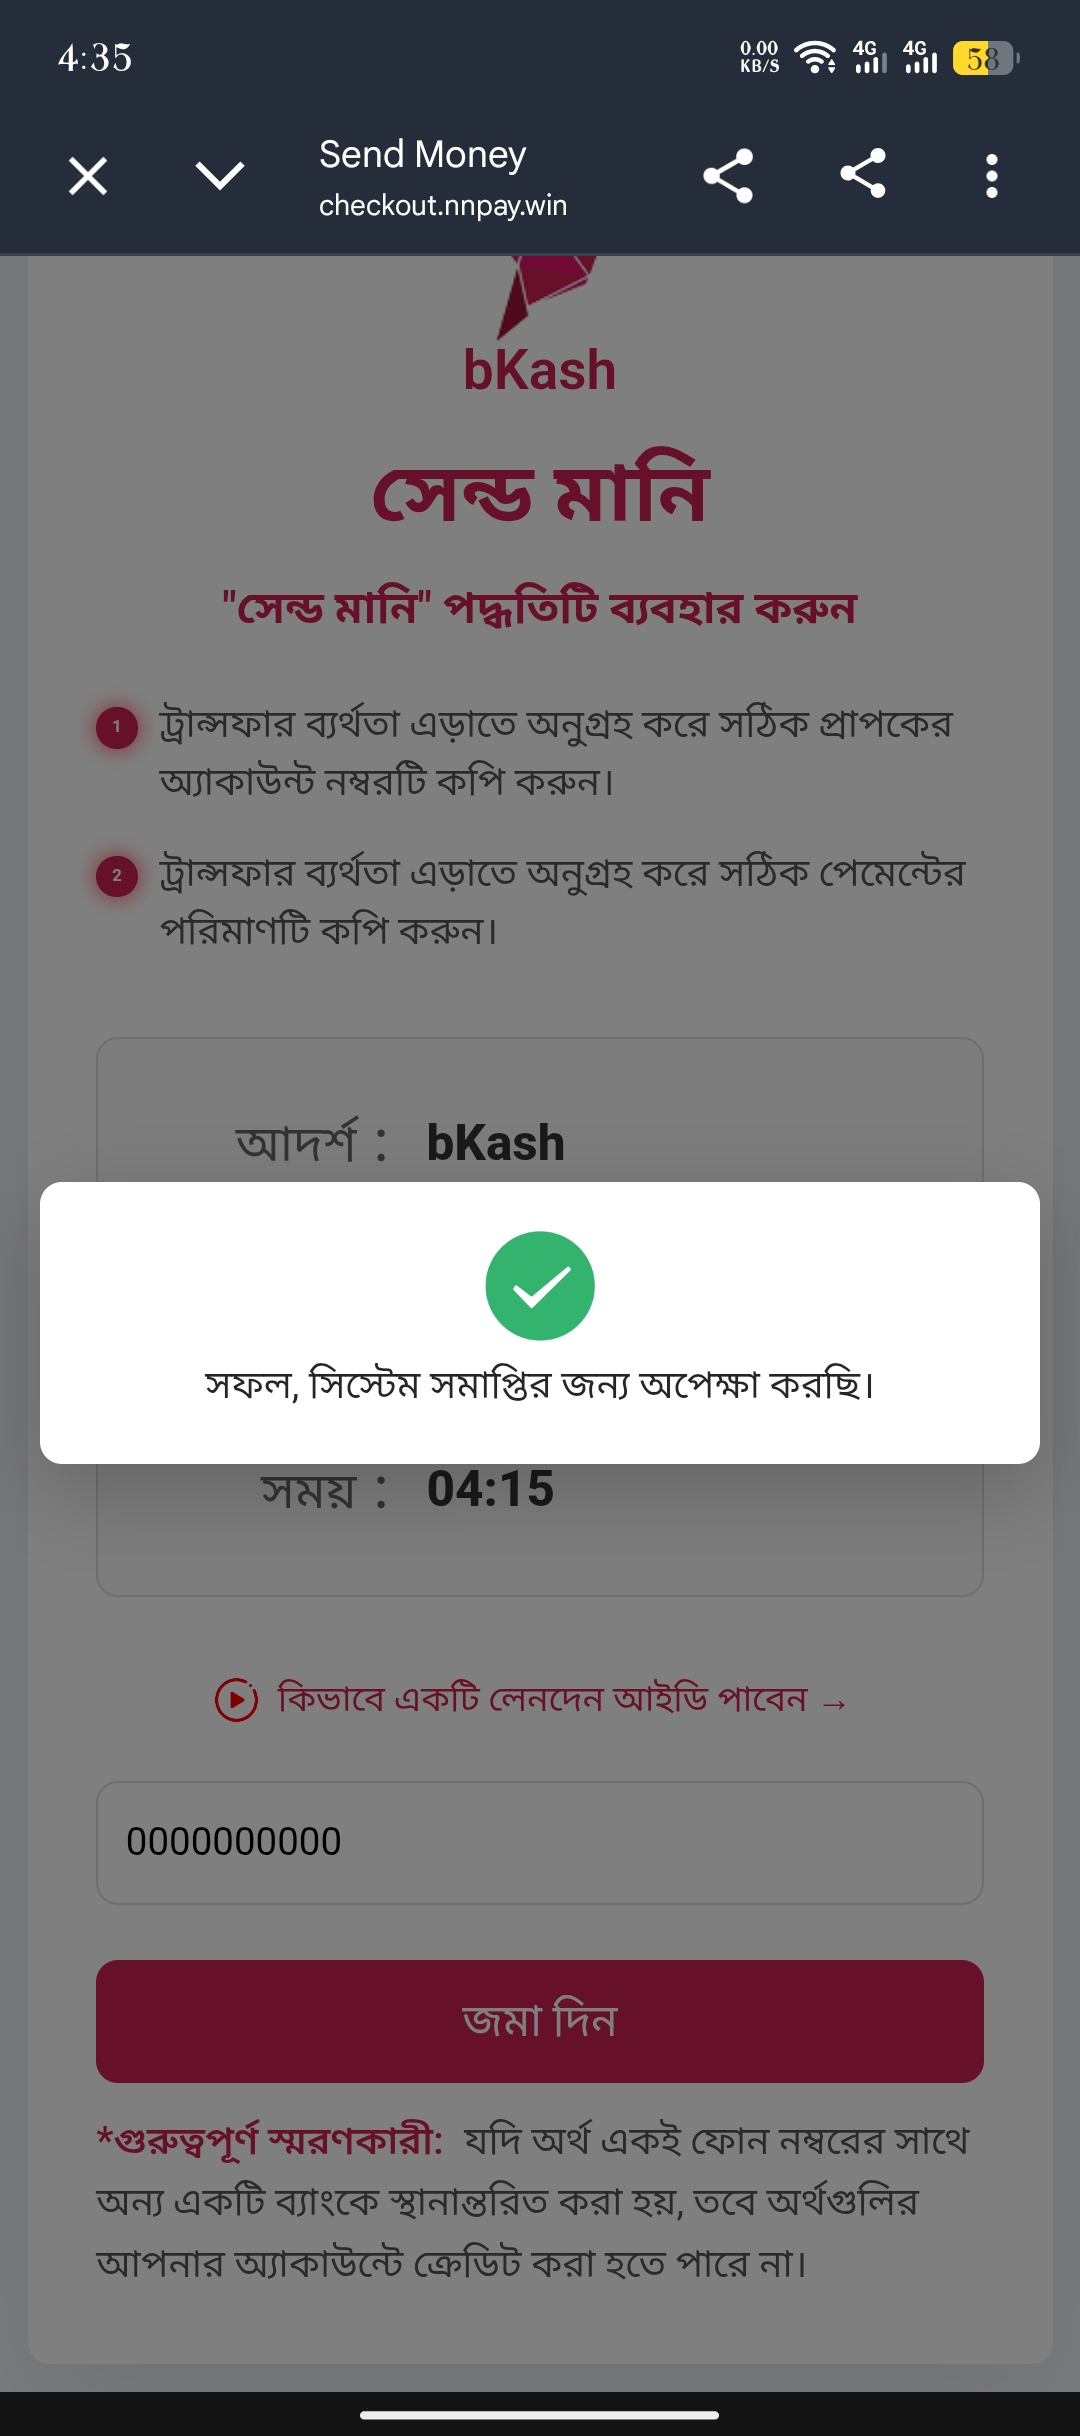 4:35
0.00 KB/S 4G 4G 58
Send Money
checkout.nnpay.win
bKash
সেন্ড মানি
"সেন্ড মানি" পদ্ধতিটি ব্যবহার করুন
1 ট্রান্সফার ব্যর্থতা এড়াতে অনুগ্রহ করে সঠিক প্রাপকের
অ্যাকাউন্ট নম্বরটি কপি করুন।
2 ট্রান্সফার ব্যর্থতা এড়াতে অনুগ্রহ করে সঠিক পেমেন্টের
পরিমাণটি কপি করুন।
আদর্শ : bKash
সফল, সিস্টেম সমাপ্তির জন্য অপেক্ষা করছি।
সময় : 04:15
কিভাবে একটি লেনদেন আইডি পাবেন →
0000000000
জমা দিন
*গুরুত্বপূর্ণ স্মরণকারী: যদি অর্থ একই ফোন নম্বরের সাথে
অন্য একটি ব্যাংকে স্থানান্তরিত করা হয়, তবে অর্থগুলির
আপনার অ্যাকাউন্টে ক্রেডিট করা হতে পারে না।